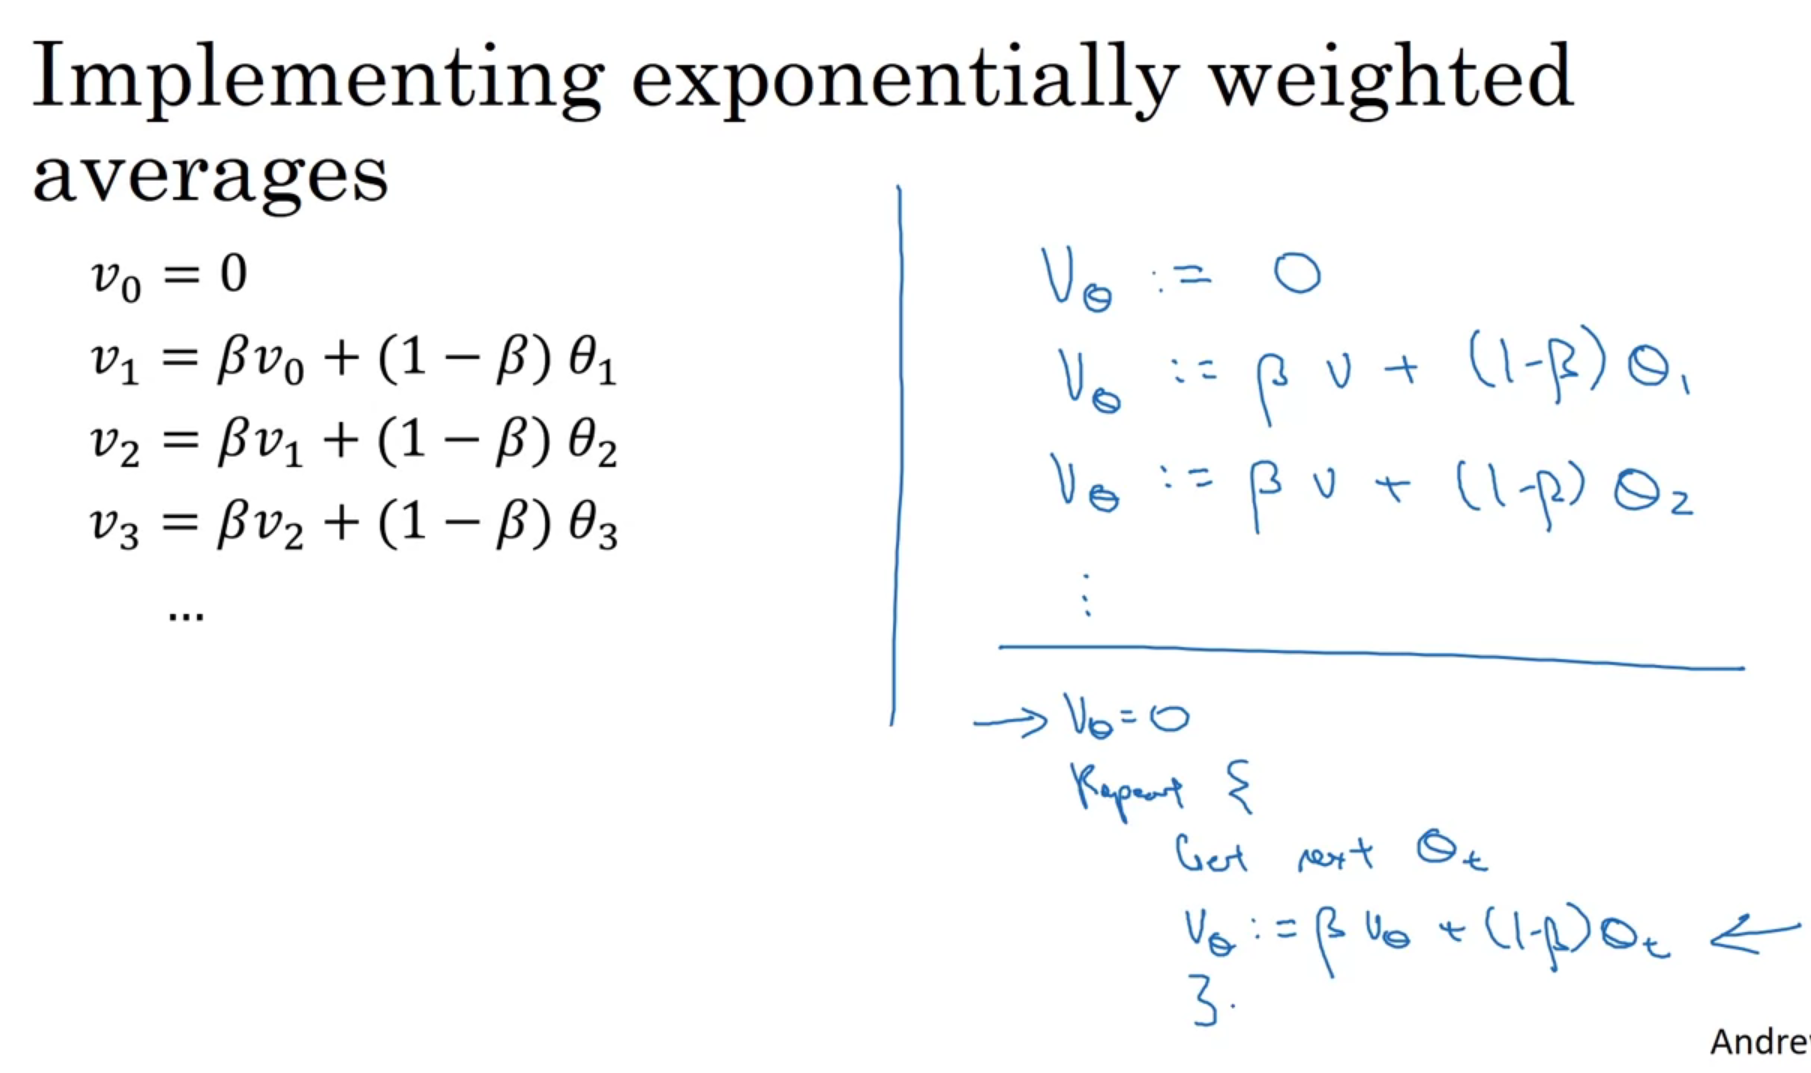 Implementing exponentially weighted
averages
v₀ = 0
v₁ = βv₀ + (1 − β) θ₁
v₂ = βv₁ + (1 − β) θ₂
v₃ = βv₂ + (1 − β) θ₃
...
V_θ := 0
V_θ := β v + (1-β) θ₁
V_θ := β v + (1-β) θ₂
⋮
→ V_θ = 0
Repeat {
Get next θ_t
V_θ := β V_θ + (1-β) θ_t ←
}.
Andre